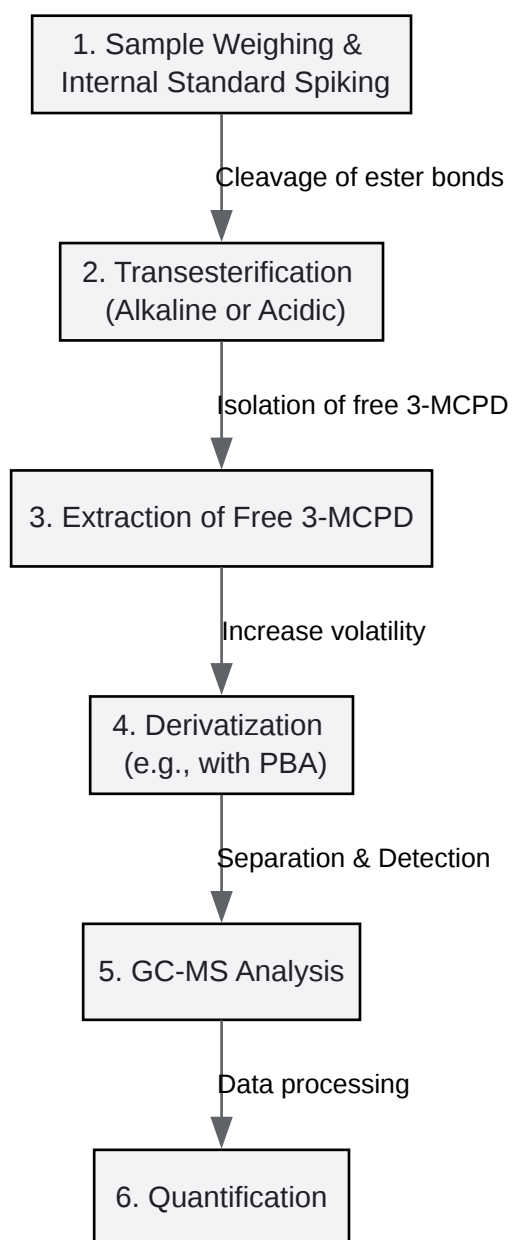 1. Sample Weighing &
Internal Standard Spiking
Cleavage of ester bonds
2. Transesterification
(Alkaline or Acidic)
Isolation of free 3-MCPD
3. Extraction of Free 3-MCPD
Increase volatility
4. Derivatization
(e.g., with PBA)
Separation & Detection
5. GC-MS Analysis
Data processing
6. Quantification